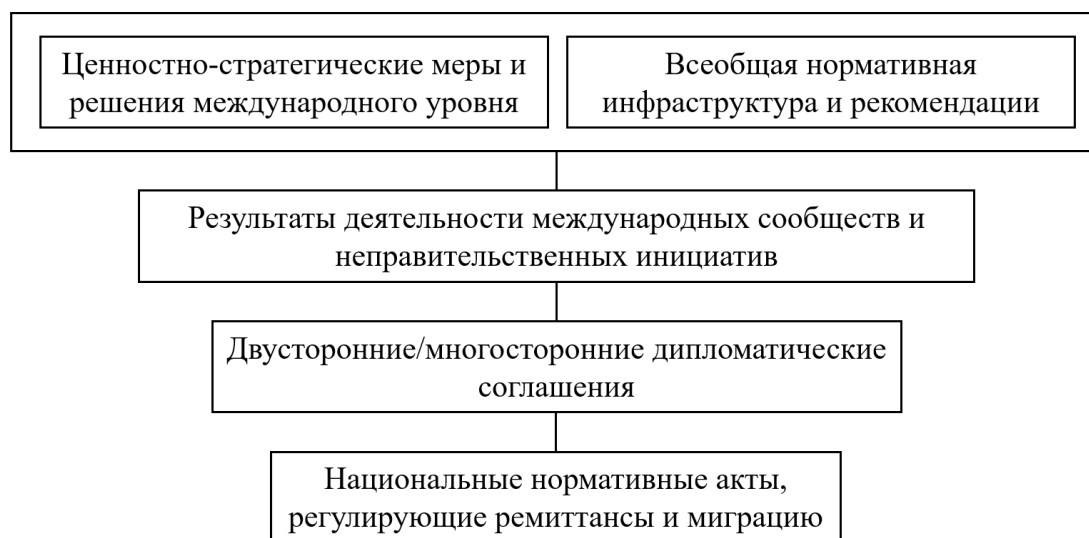 Ценностно-стратегические меры и
решения международного уровня
Всеобщая нормативная
инфраструктура и рекомендации
Результаты деятельности международных сообществ и
неправительственных инициатив
Двусторонние/многосторонние дипломатические
соглашения
Национальные нормативные акты,
регулирующие ремиттансы и миграцию